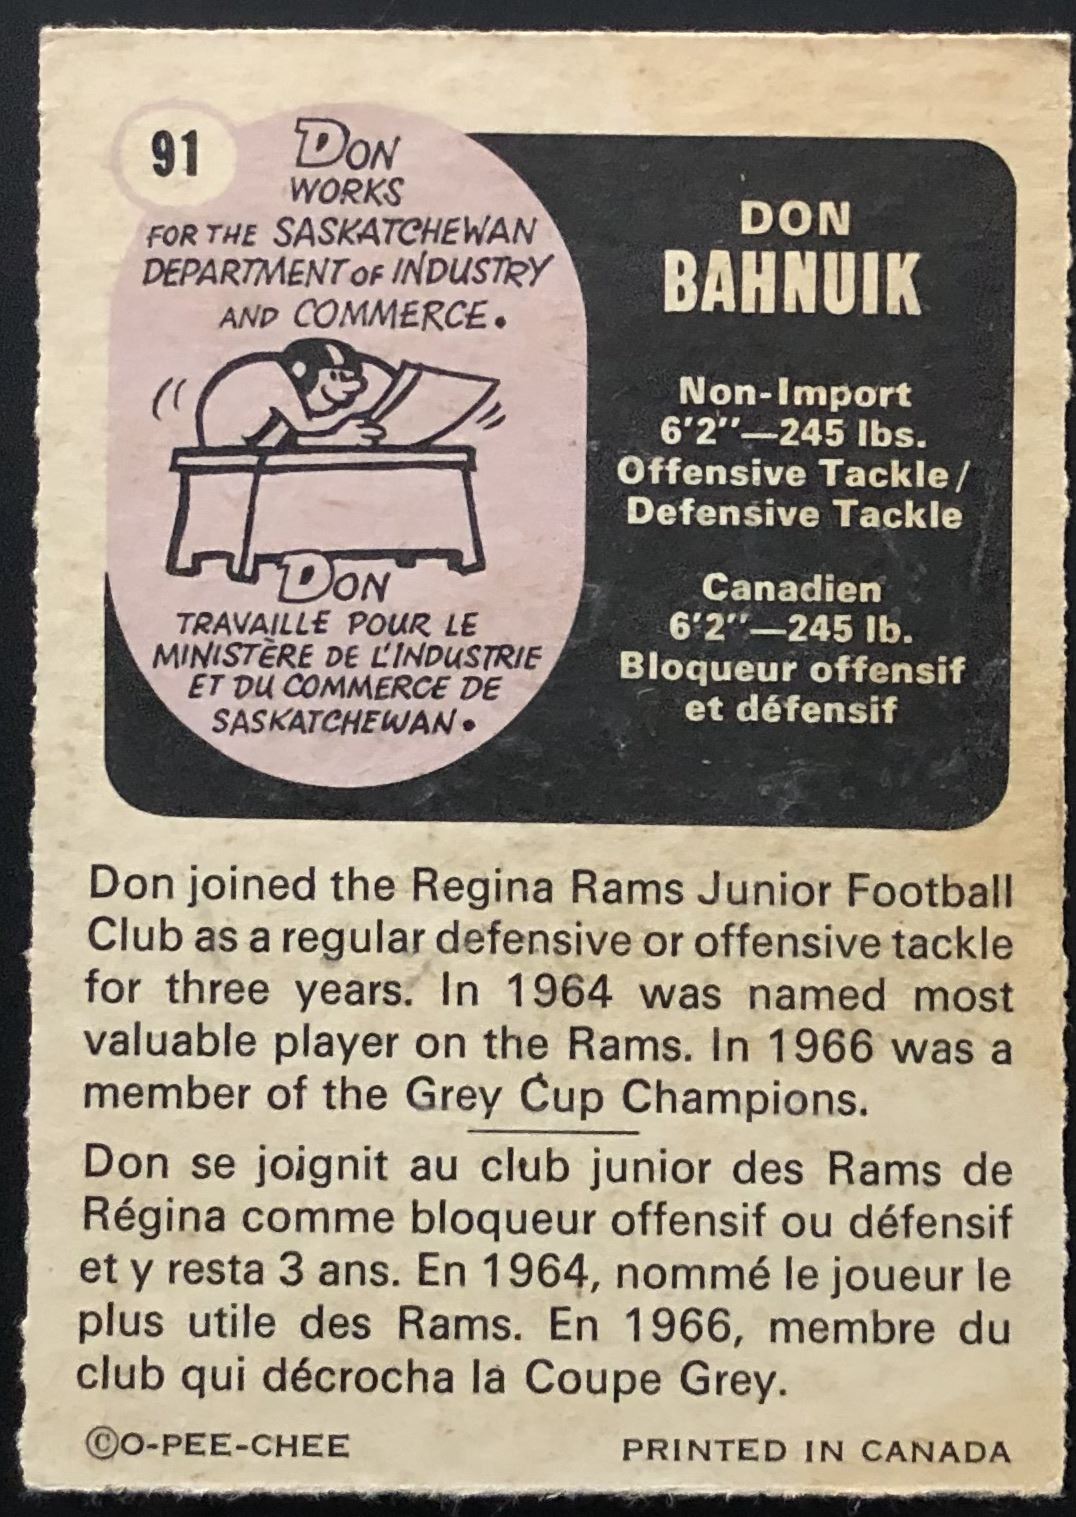 91
DON
WORKS
FOR THE SASKATCHEWAN
DEPARTMENT OF INDUSTRY
AND COMMERCE.
DON
TRAVAILLE POUR LE
MINISTÈRE DE L'INDUSTRIE
ET DU COMMERCE DE
SASKATCHEWAN.
DON
BAHNUIK
Non-Import
6'2"—245 lbs.
Offensive Tackle/
Defensive Tackle
Canadien
6'2"—245 lb.
Bloqueur offensif
et défensif
Don joined the Regina Rams Junior Football
Club as a regular defensive or offensive tackle
for three years. In 1964 was named most
valuable player on the Rams. In 1966 was a
member of the Grey Cup Champions.
Don se joignit au club junior des Rams de
Régina comme bloqueur offensif ou défensif
et y resta 3 ans. En 1964, nommé le joueur le
plus utile des Rams. En 1966, membre du
club qui décrocha la Coupe Grey.
©O-PEE-CHEE
PRINTED IN CANADA